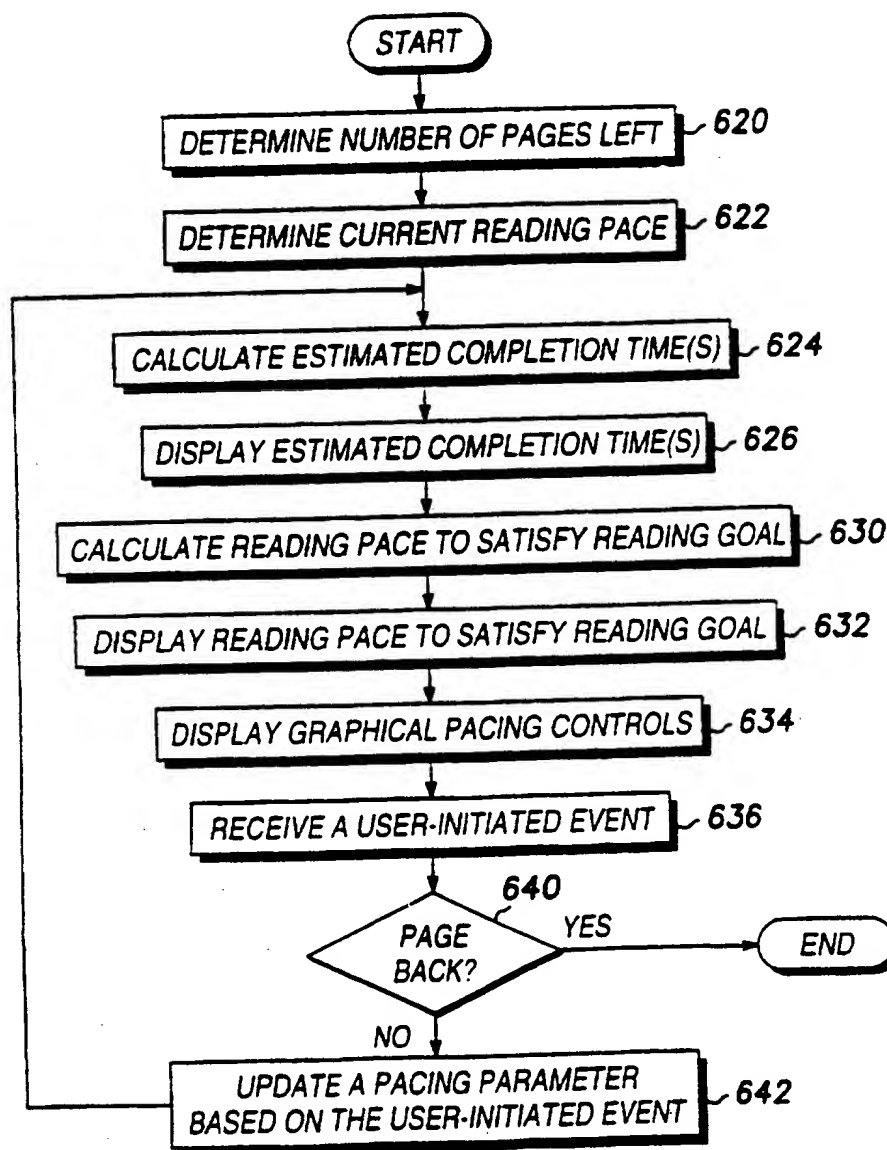 START
DETERMINE NUMBER OF PAGES LEFT 620
DETERMINE CURRENT READING PACE 622
CALCULATE ESTIMATED COMPLETION TIME(S) 624
DISPLAY ESTIMATED COMPLETION TIME(S) 626
CALCULATE READING PACE TO SATISFY READING GOAL 630
DISPLAY READING PACE TO SATISFY READING GOAL 632
DISPLAY GRAPHICAL PACING CONTROLS 634
RECEIVE A USER-INITIATED EVENT 636
640
PAGE
BACK?
YES
END
NO
UPDATE A PACING PARAMETER
BASED ON THE USER-INITIATED EVENT 642